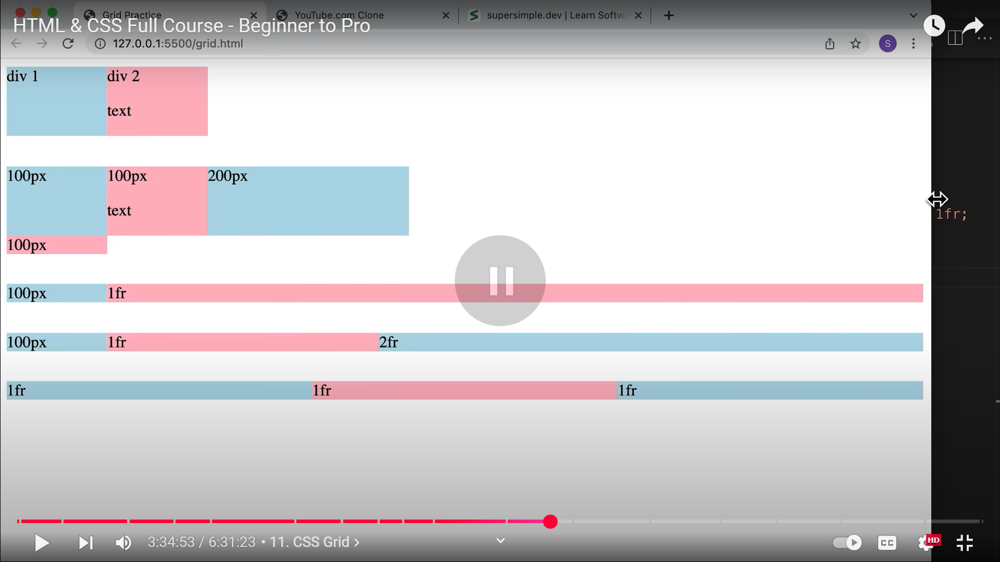 Grid Practice
YouTube.com Clone
supersimple.dev | Learn Softw
HTML & CSS Full Course - Beginner to Pro
127.0.0.1:5500/grid.html
S
div 1
div 2
text
100px
100px
200px
text
1fr;
100px
100px
1fr
100px
1fr
2fr
1fr
1fr
1fr
3:34:53 / 6:31:23 • 11. CSS Grid
CC
HD